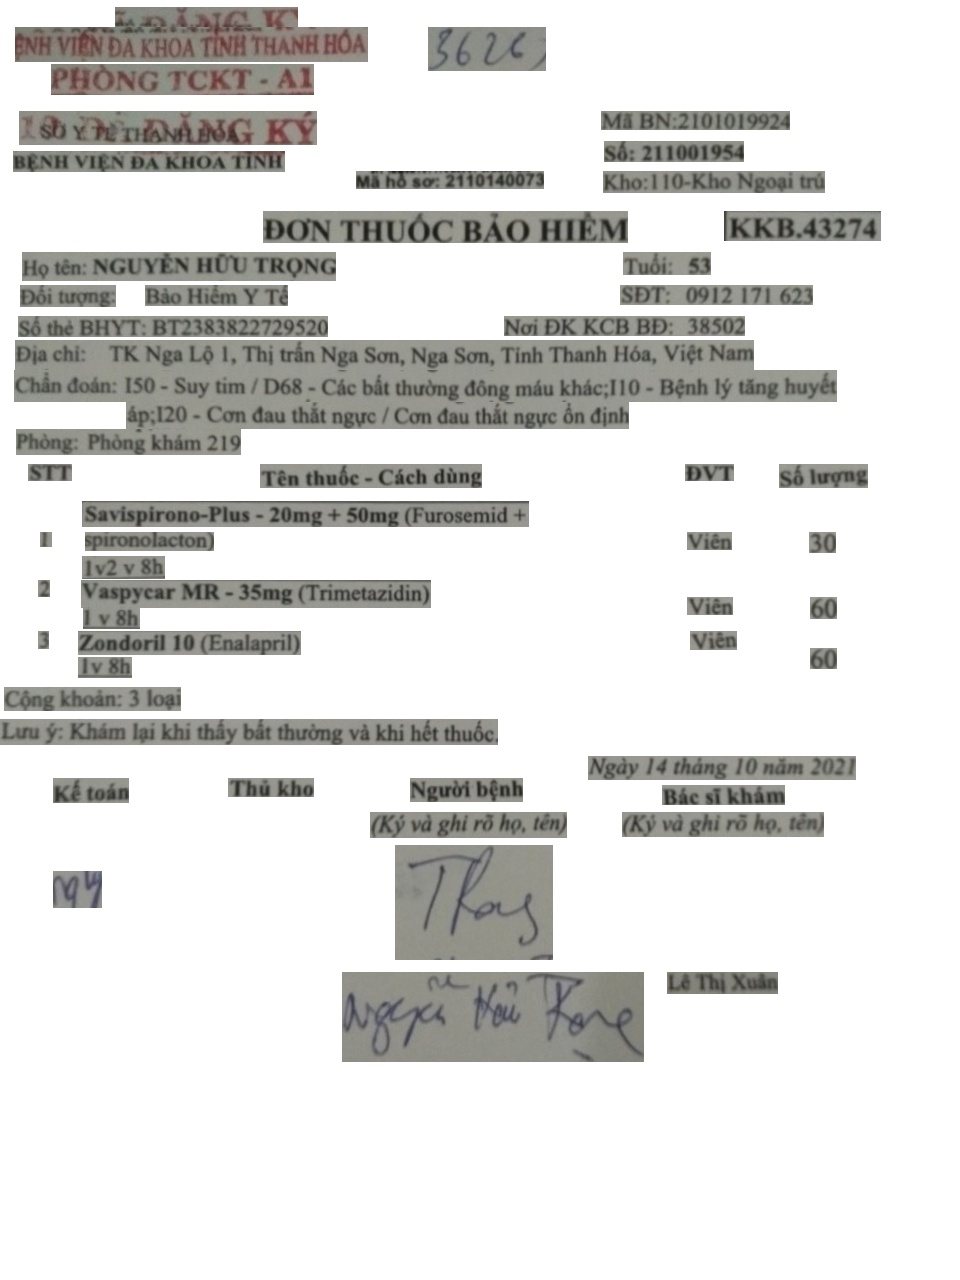 ĐĂNG K
ỆNH VIỆN ĐA KHOA TỈNH THANH HÓA
3626
PHÒNG TCKT - A1
ĐĂNG KÝ
SỞ Y TẾ THANH HÓA
Mã BN:2101019924
BỆNH VIỆN ĐA KHOA TỈNH
Số: 211001954
Mã hồ sơ: 2110140073
Kho:110-Kho Ngoại trú
ĐƠN THUỐC BẢO HIỂM
KKB.43274
Họ tên: NGUYỄN HỮU TRỌNG
Tuổi: 53
Đối tượng: Bảo Hiểm Y Tế
SĐT: 0912 171 623
Số thẻ BHYT: BT2383822729520
Nơi ĐK KCB BĐ: 38502
Địa chỉ: TK Nga Lộ 1, Thị trấn Nga Sơn, Nga Sơn, Tỉnh Thanh Hóa, Việt Nam
Chẩn đoán: I50 - Suy tim / D68 - Các bất thường đông máu khác;I10 - Bệnh lý tăng huyết
áp;I20 - Cơn đau thắt ngực / Cơn đau thắt ngực ổn định
Phòng: Phòng khám 219
STT Tên thuốc - Cách dùng ĐVT Số lượng
Savispirono-Plus - 20mg + 50mg (Furosemid +
1 spironolacton) Viên 30
1v2 v 8h
2 Vaspycar MR - 35mg (Trimetazidin)
1 v 8h Viên 60
3 Zondoril 10 (Enalapril) Viên
1v 8h 60
Cộng khoản: 3 loại
Lưu ý: Khám lại khi thấy bất thường và khi hết thuốc.
Ngày 14 tháng 10 năm 2021
Kế toán Thủ kho Người bệnh Bác sĩ khám
(Ký và ghi rõ họ, tên) (Ký và ghi rõ họ, tên)
Trọng
Lê Thị Xuân
Nguyễn Hữu Trọng